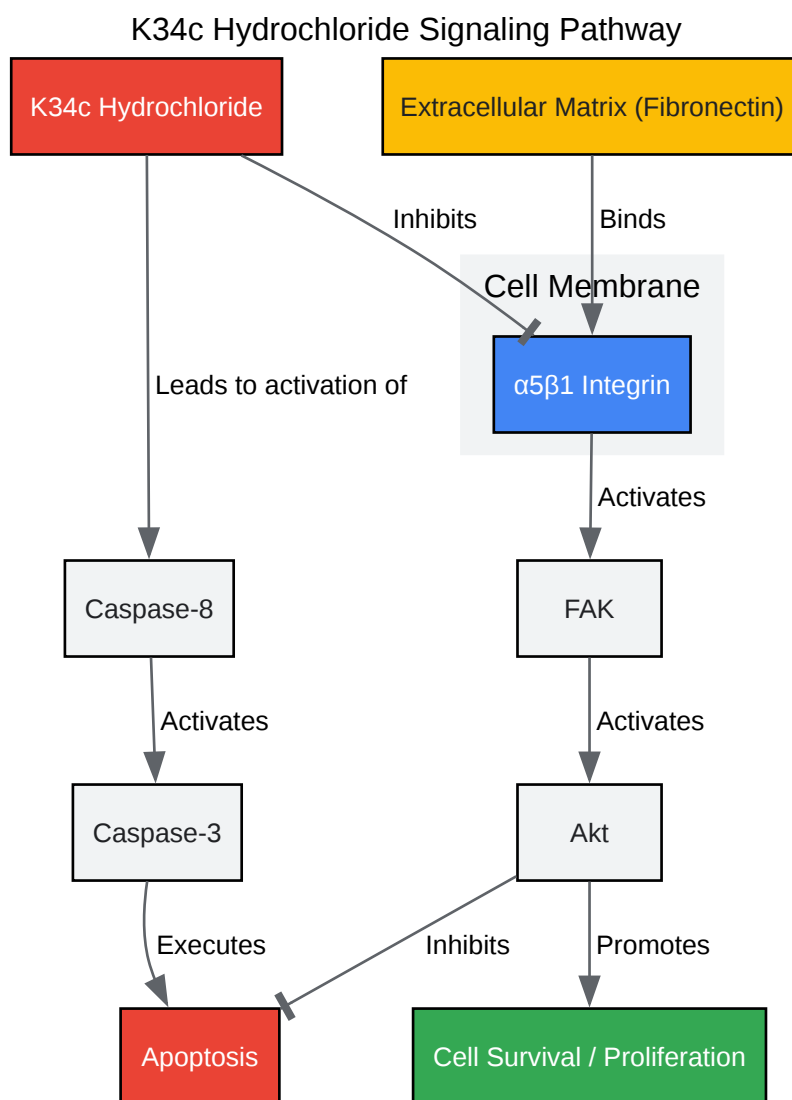 K34c Hydrochloride Signaling Pathway
K34c Hydrochloride
Extracellular Matrix (Fibronectin)
Inhibits
Binds
Cell Membrane
α5β1 Integrin
Leads to activation of
Activates
Caspase-8
FAK
Activates
Activates
Caspase-3
Akt
Executes
Inhibits
Promotes
Apoptosis
Cell Survival / Proliferation